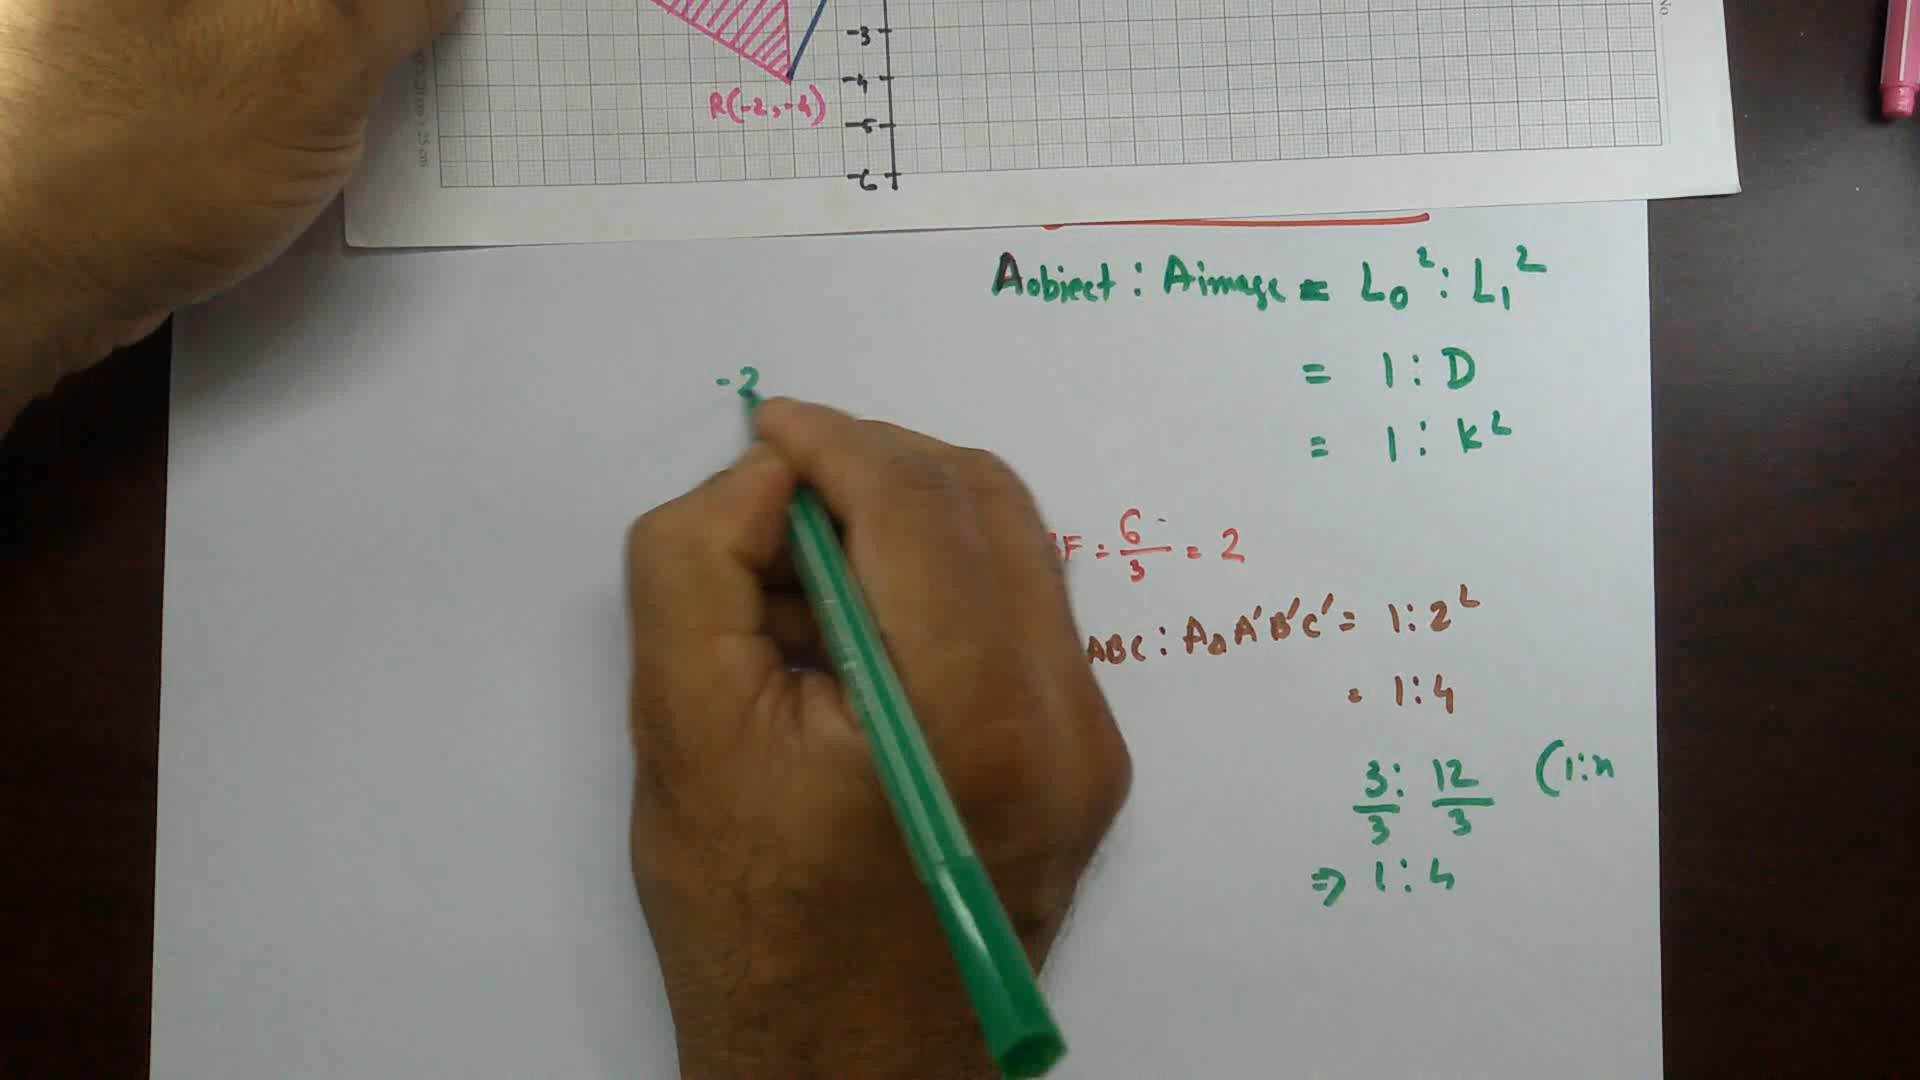 -3
-4
R(-2,-4)
-5
-6
Aobject : Aimage = L₀² : L₁²
= 1 : D
-2
= 1 : k²
SF = 6/3 = 2
ABC : A△A'B'C' = 1 : 2²
= 1 : 4
3/3 : 12/3 (1:n
⇒ 1 : 4